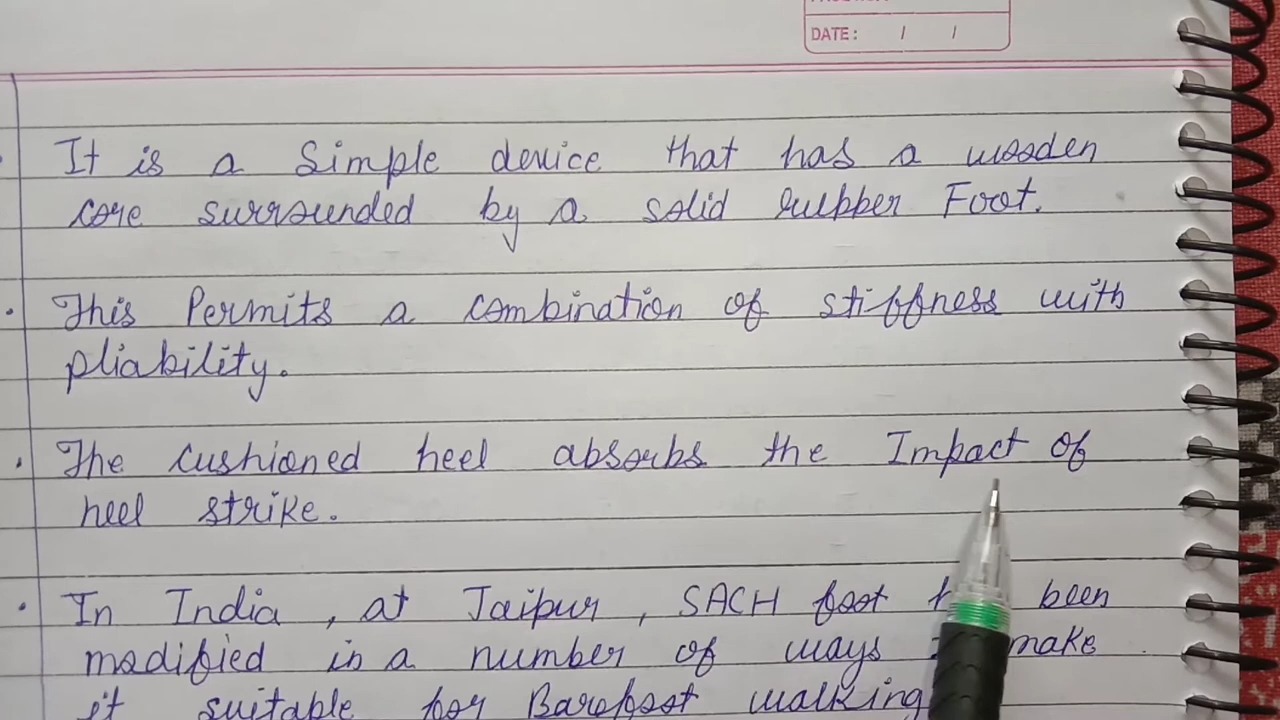 DATE: / /
It is a Simple device that has a wooden
core surrounded by a solid rubber Foot.
This Permits a combination of stiffness with
pliability.
The cushioned heel absorbs the Impact of
heel strike.
In India, at Jaipur, SACH foot been
modified in a number of ways make
it suitable for Barefoot walking